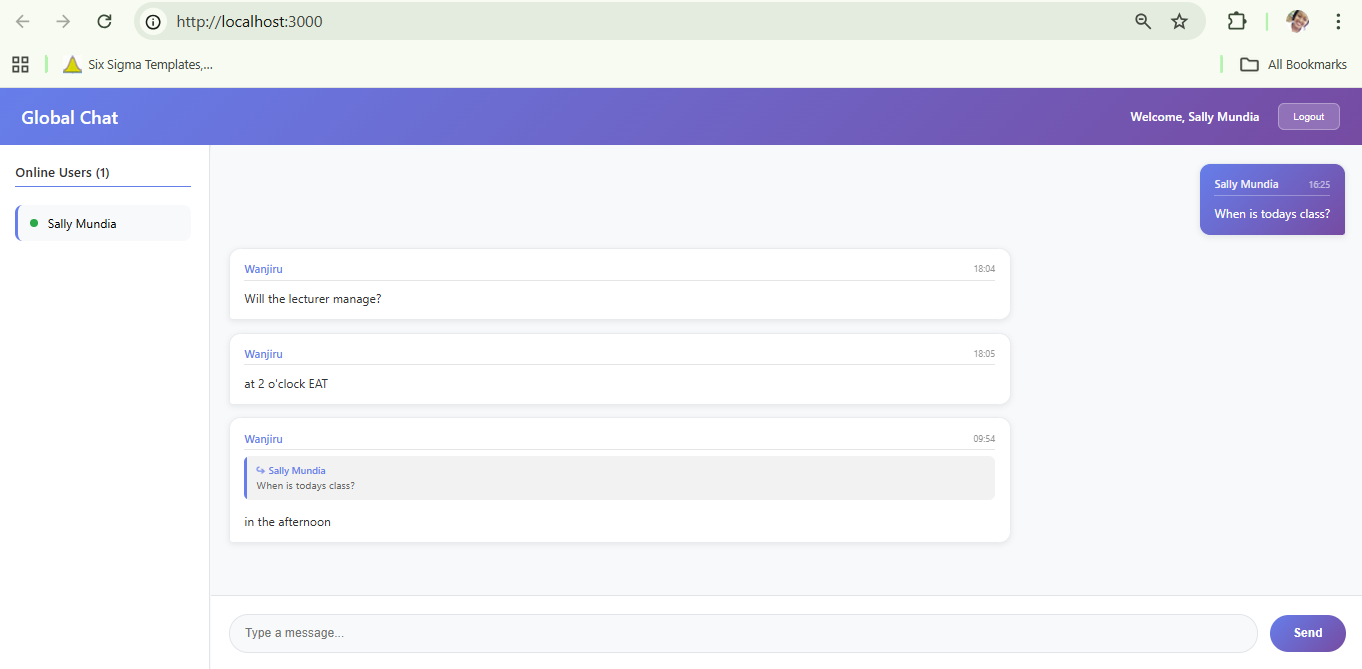 http://localhost:3000
Six Sigma Templates,...
All Bookmarks
Global Chat
Welcome, Sally Mundia
Logout
Online Users (1)
Sally Mundia
Sally Mundia 16:25
When is todays class?
Wanjiru 18:04
Will the lecturer manage?
Wanjiru 18:05
at 2 o'clock EAT
Wanjiru 09:54
↪ Sally Mundia
When is todays class?
in the afternoon
Type a message...
Send